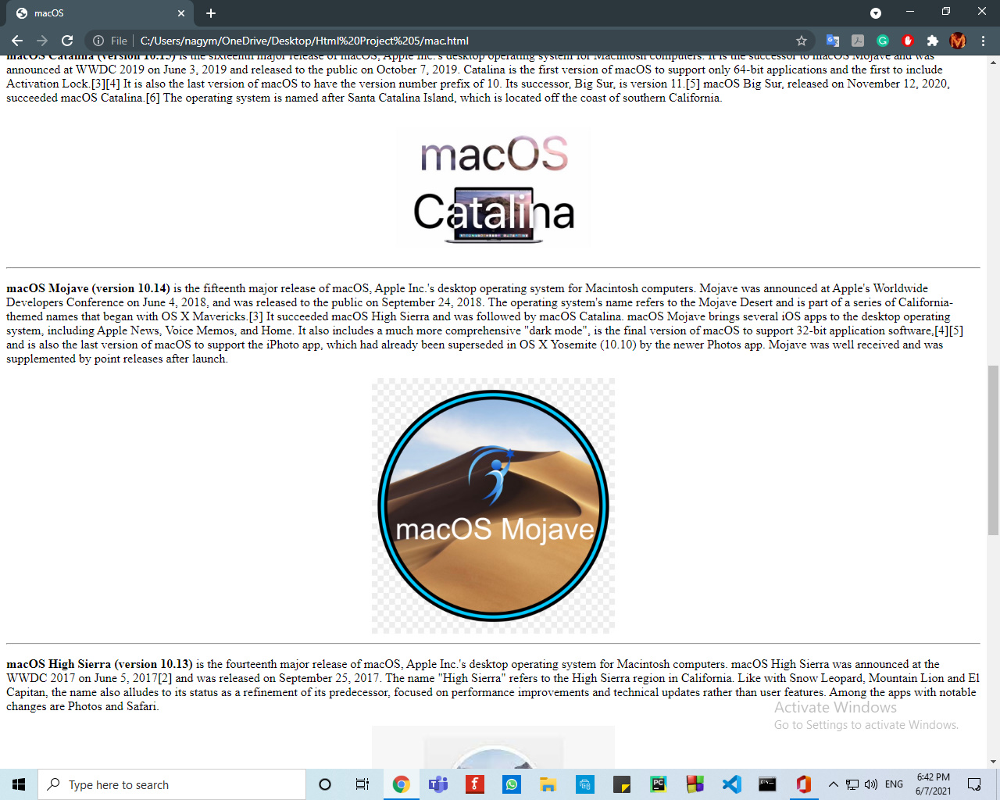 macOS
File
C:/Users/nagym/OneDrive/Desktop/Html%20Project%205/mac.html
macOS Catalina (version 10.15) is the sixteenth major release of macOS, Apple Inc.'s desktop operating system for Macintosh computers. It is the successor to macOS Mojave and was
announced at WWDC 2019 on June 3, 2019 and released to the public on October 7, 2019. Catalina is the first version of macOS to support only 64-bit applications and the first to include
Activation Lock.[3][4] It is also the last version of macOS to have the version number prefix of 10. Its successor, Big Sur, is version 11.[5] macOS Big Sur, released on November 12, 2020,
succeeded macOS Catalina.[6] The operating system is named after Santa Catalina Island, which is located off the coast of southern California.
macOS
Catalina
macOS Mojave (version 10.14) is the fifteenth major release of macOS, Apple Inc.'s desktop operating system for Macintosh computers. Mojave was announced at Apple's Worldwide
Developers Conference on June 4, 2018, and was released to the public on September 24, 2018. The operating system's name refers to the Mojave Desert and is part of a series of California-
themed names that began with OS X Mavericks.[3] It succeeded macOS High Sierra and was followed by macOS Catalina. macOS Mojave brings several iOS apps to the desktop operating
system, including Apple News, Voice Memos, and Home. It also includes a much more comprehensive "dark mode", is the final version of macOS to support 32-bit application software,[4][5]
and is also the last version of macOS to support the iPhoto app, which had already been superseded in OS X Yosemite (10.10) by the newer Photos app. Mojave was well received and was
supplemented by point releases after launch.
macOS Mojave
macOS High Sierra (version 10.13) is the fourteenth major release of macOS, Apple Inc.'s desktop operating system for Macintosh computers. macOS High Sierra was announced at the
WWDC 2017 on June 5, 2017[2] and was released on September 25, 2017. The name "High Sierra" refers to the High Sierra region in California. Like with Snow Leopard, Mountain Lion and El
Capitan, the name also alludes to its status as a refinement of its predecessor, focused on performance improvements and technical updates rather than user features. Among the apps with notable
changes are Photos and Safari.
Activate Windows
Go to Settings to activate Windows.
Type here to search
ENG
6:42 PM
6/7/2021